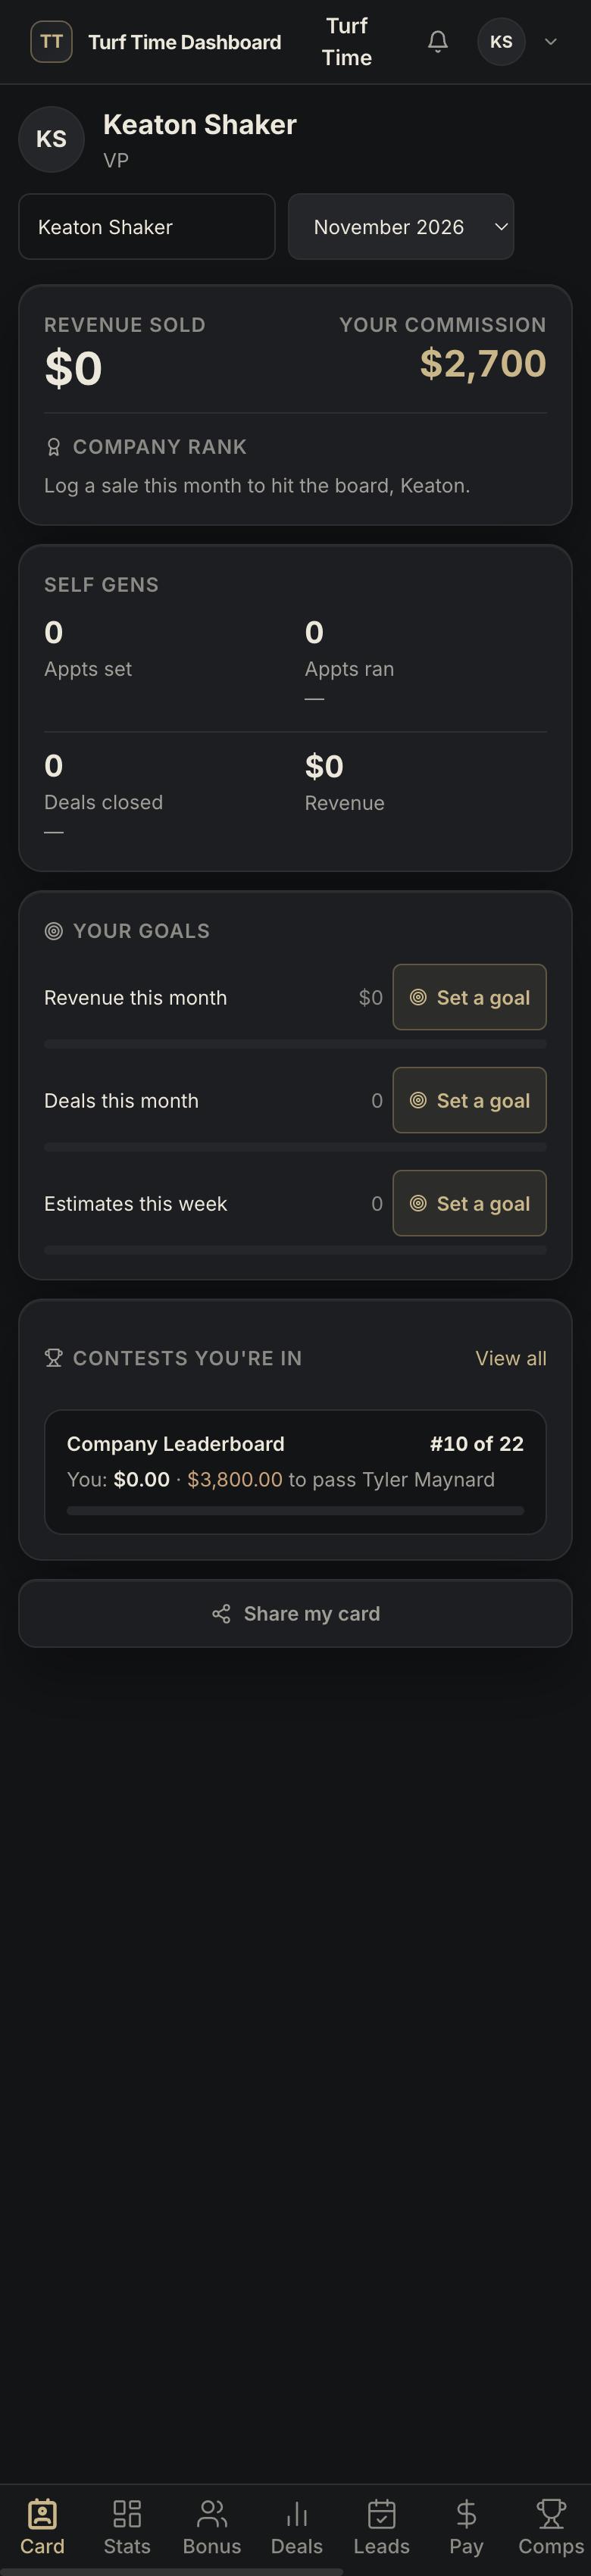 TT Turf Time Dashboard Turf Time KS
KS
Keaton Shaker
VP
Keaton Shaker November 2026
REVENUE SOLD YOUR COMMISSION
$0 $2,700
COMPANY RANK
Log a sale this month to hit the board, Keaton.
SELF GENS
0 0
Appts set Appts ran
—
0 $0
Deals closed Revenue
—
YOUR GOALS
Revenue this month $0 Set a goal
Deals this month 0 Set a goal
Estimates this week 0 Set a goal
CONTESTS YOU'RE IN View all
Company Leaderboard #10 of 22
You: $0.00 · $3,800.00 to pass Tyler Maynard
Share my card
Card Stats Bonus Deals Leads Pay Comps